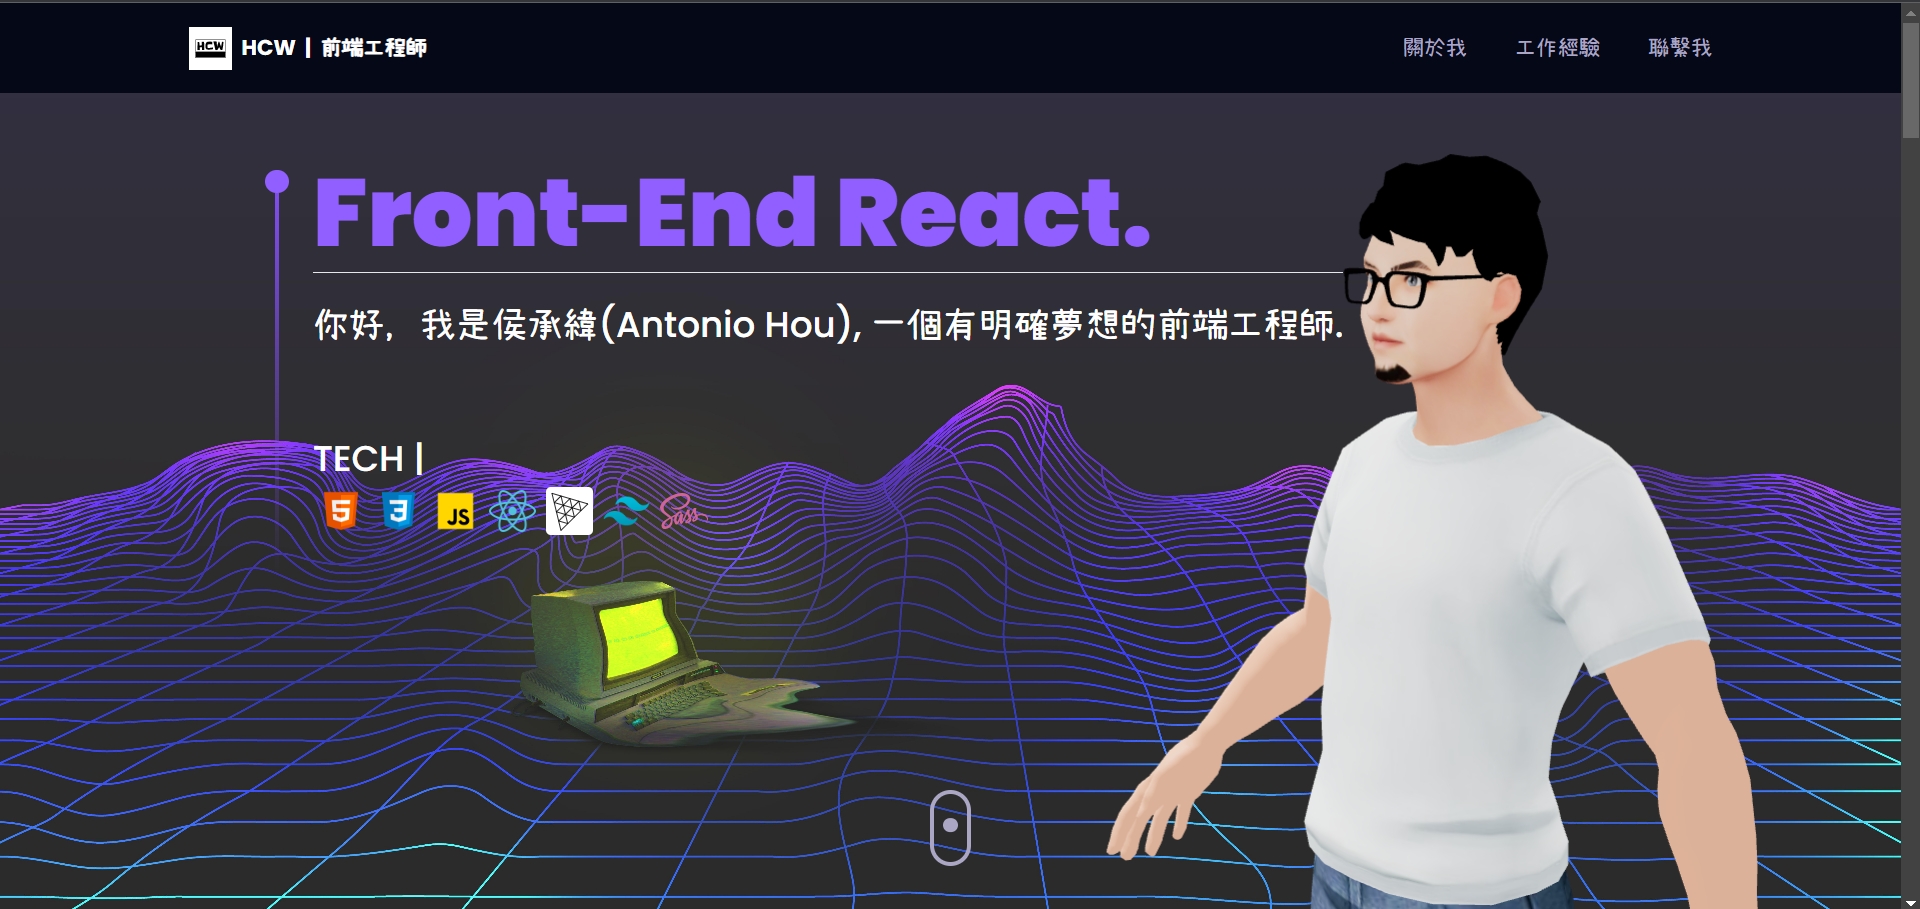 HCW
HCW | 前端工程師
關於我
工作經驗
聯繫我
Front-End React.
你好，我是侯承緯(Antonio Hou), 一個有明確夢想的前端工程師.
TECH |
5
3
JS
Sass